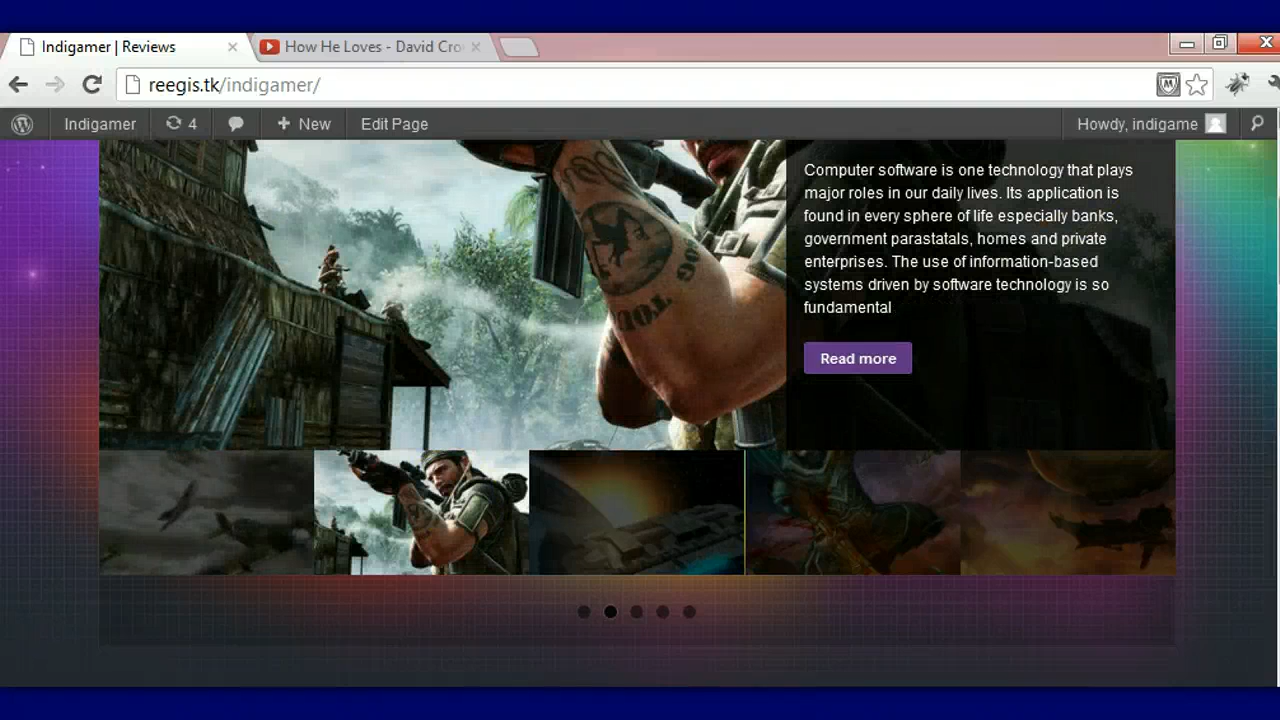 Indigamer | Reviews
How He Loves - David Cro
reegis.tk/indigamer/
Indigamer
4
New
Edit Page
Howdy, indigame
TOUG
DOG
Computer software is one technology that plays
major roles in our daily lives. Its application is
found in every sphere of life especially banks,
government parastatals, homes and private
enterprises. The use of information-based
systems driven by software technology is so
fundamental
Read more